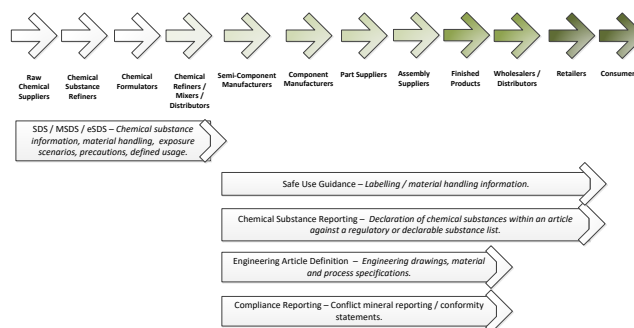 Raw
Chemical
Suppliers
Chemical
Substance
Refiners
Chemical
Formulators
Chemical
Refiners /
Mixers /
Distributors
Semi-Component
Manufacturers
Component
Manufacturers
Part Suppliers
Assembly
Suppliers
Finished
Products
Wholesalers /
Distributors
Retailers
Consumer
SDS / MSDS / eSDS – Chemical substance
information, material handling, exposure
scenarios, precautions, defined usage.
Safe Use Guidance – Labelling / material handling information.
Chemical Substance Reporting – Declaration of chemical substances within an article
against a regulatory or declarable substance list.
Engineering Article Definition – Engineering drawings, material
and process specifications.
Compliance Reporting – Conflict mineral reporting / conformity
statements.